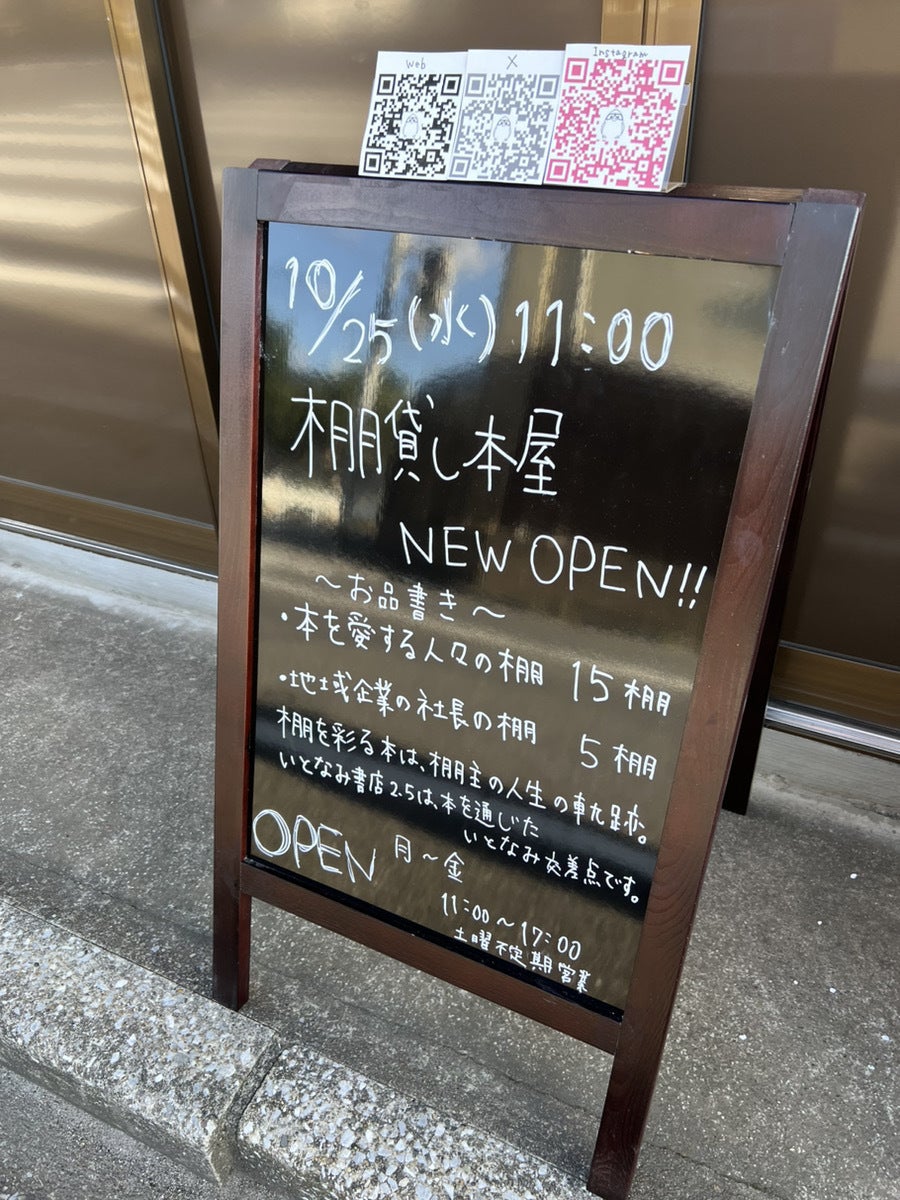 Web
X
Instagram
10/25(水)11:00
棚貸し本屋
NEW OPEN!!
～お品書き～
・本を愛する人々の棚 15棚
・地域企業の社長の棚 5棚
棚を彩る本は、棚主の人生の軌跡。
いとなみ書店2.5は、本を通じた
いとなみ交差点です。
OPEN 月～金
11:00～17:00
土曜不定期営業